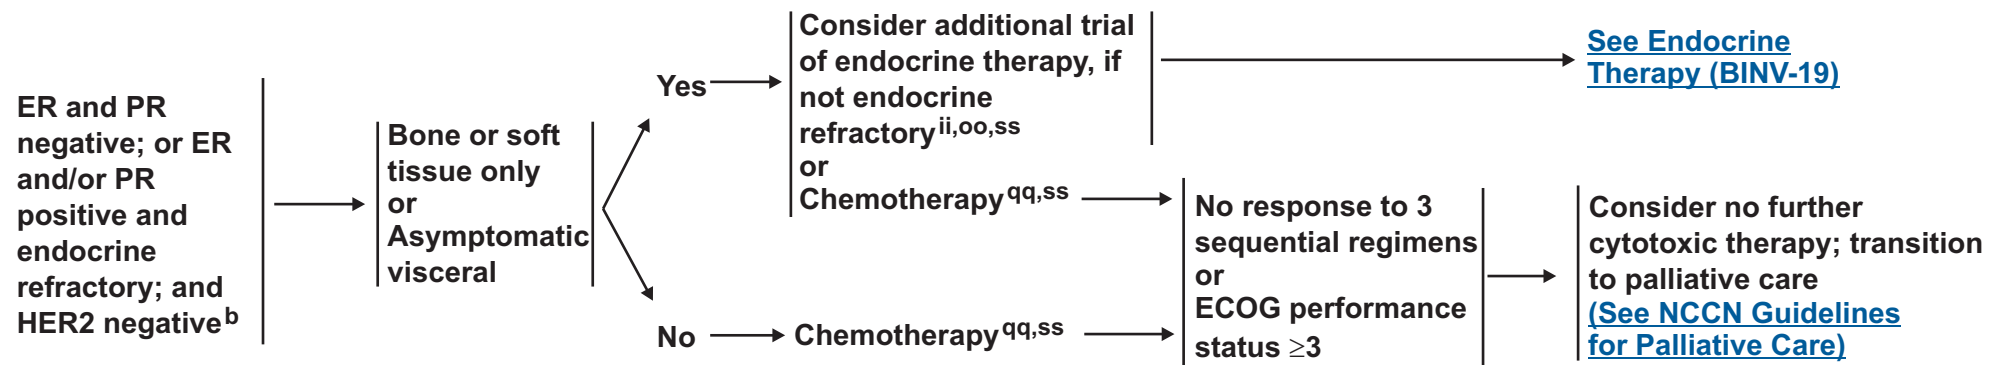 ER and PR
negative; or ER
and/or PR
positive and
endocrine
refractory; and
HER2 negative b
Bone or soft
tissue only
or
Asymptomatic
visceral
Yes
Consider additional trial
of endocrine therapy, if
not endocrine
refractory ii,oo,ss
or
Chemotherapy qq,ss
See Endocrine
Therapy (BINV-19)
No
Chemotherapy qq,ss
No response to 3
sequential regimens
or
ECOG performance
status ≥3
Consider no further
cytotoxic therapy; transition
to palliative care
(See NCCN Guidelines
for Palliative Care)